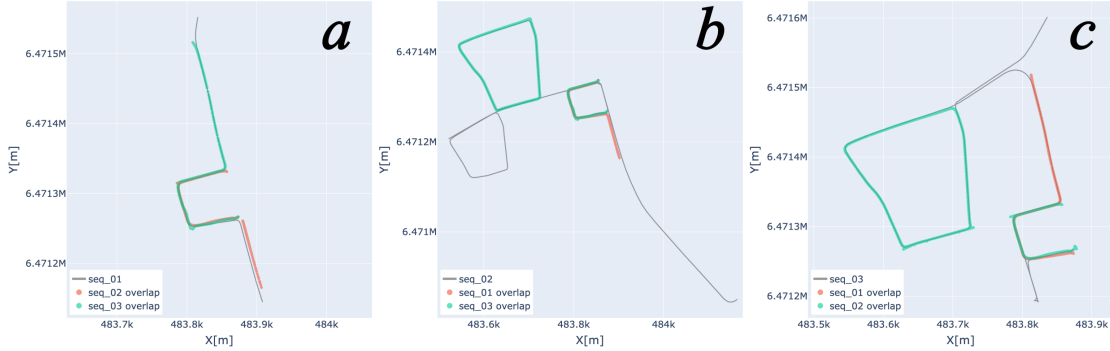 a
6.4715M
6.4714M
6.4713M
6.4712M
Y[m]
seq_01
seq_02 overlap
seq_03 overlap
483.7k 483.8k 483.9k 484k
X[m]
b
6.4714M
6.4712M
6.471M
Y[m]
seq_02
seq_01 overlap
seq_03 overlap
483.6k 483.8k 484k
X[m]
c
6.4716M
6.4715M
6.4714M
6.4713M
6.4712M
Y[m]
seq_03
seq_01 overlap
seq_02 overlap
483.5k 483.6k 483.7k 483.8k 483.9k
X[m]